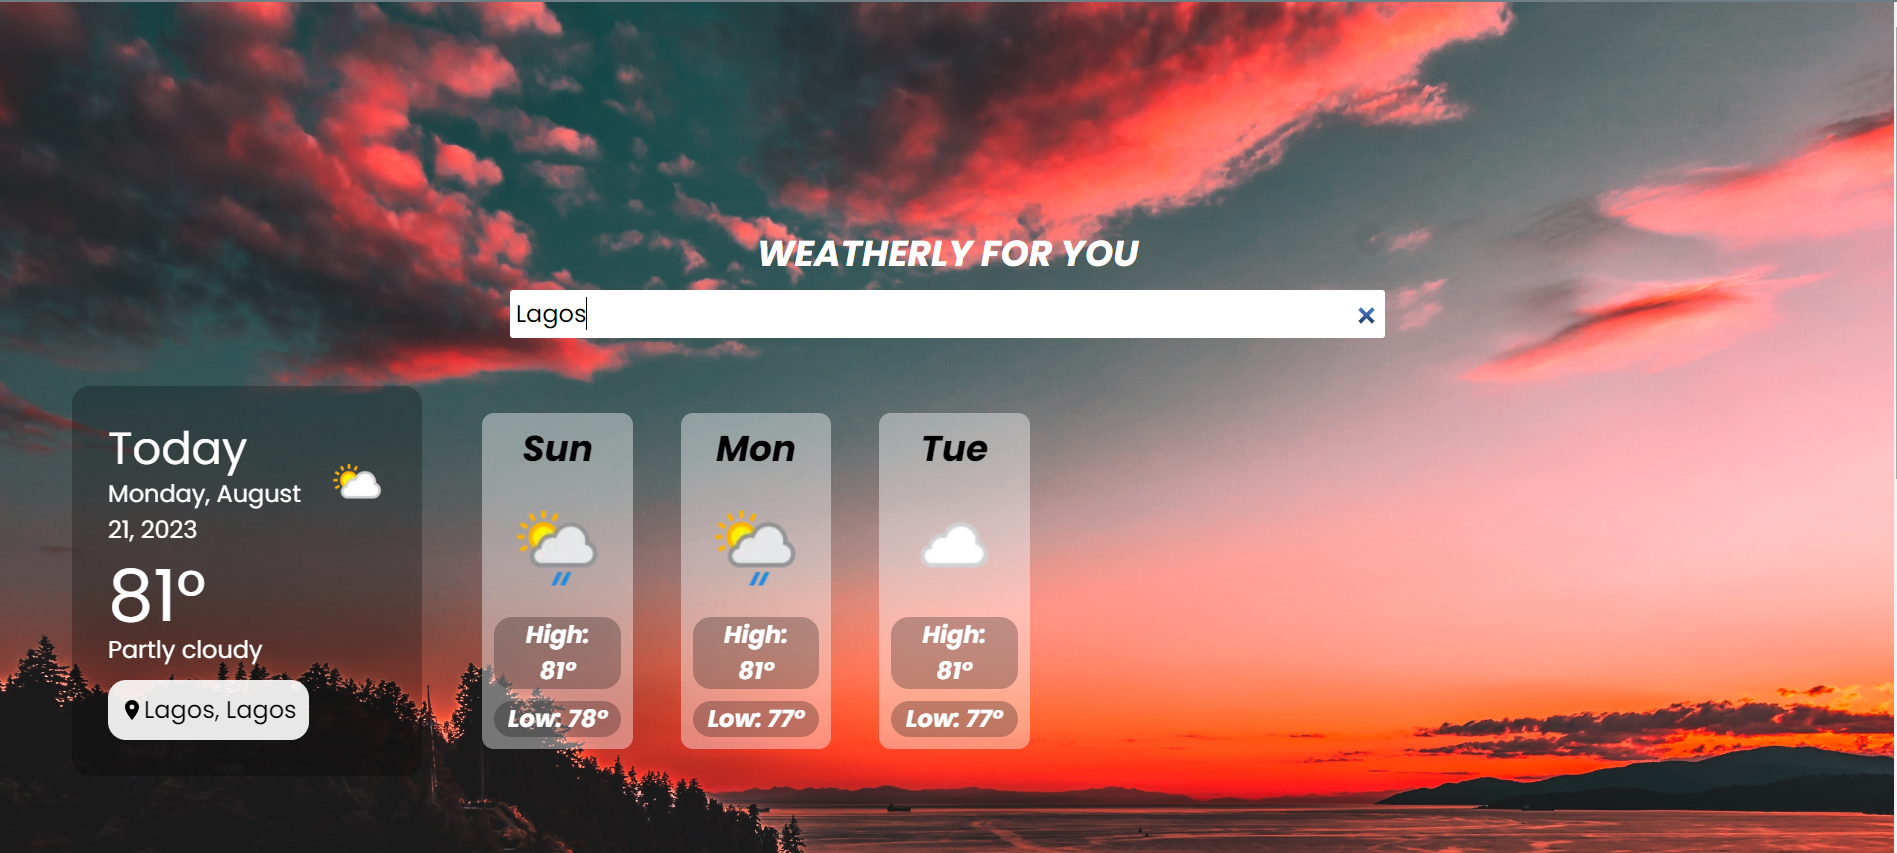 WEATHERLY FOR YOU
Lagos
Today
Monday, August
21, 2023
81°
Partly cloudy
Lagos, Lagos
Sun
High:
81°
Low: 78°
Mon
High:
81°
Low: 77°
Tue
High:
81°
Low: 77°